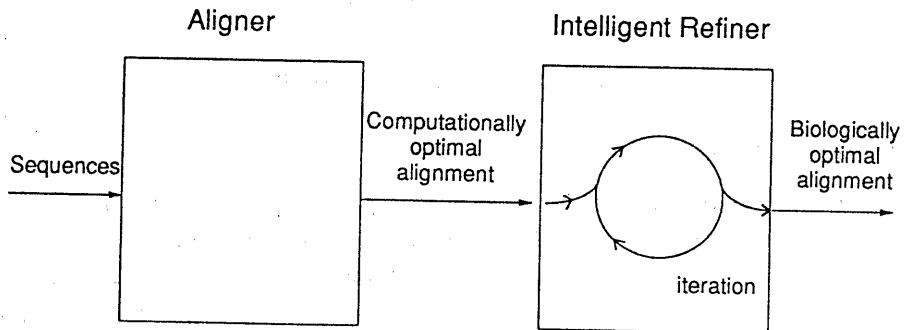 Aligner
Intelligent Refiner
Sequences
Computationally
optimal
alignment
iteration
Biologically
optimal
alignment